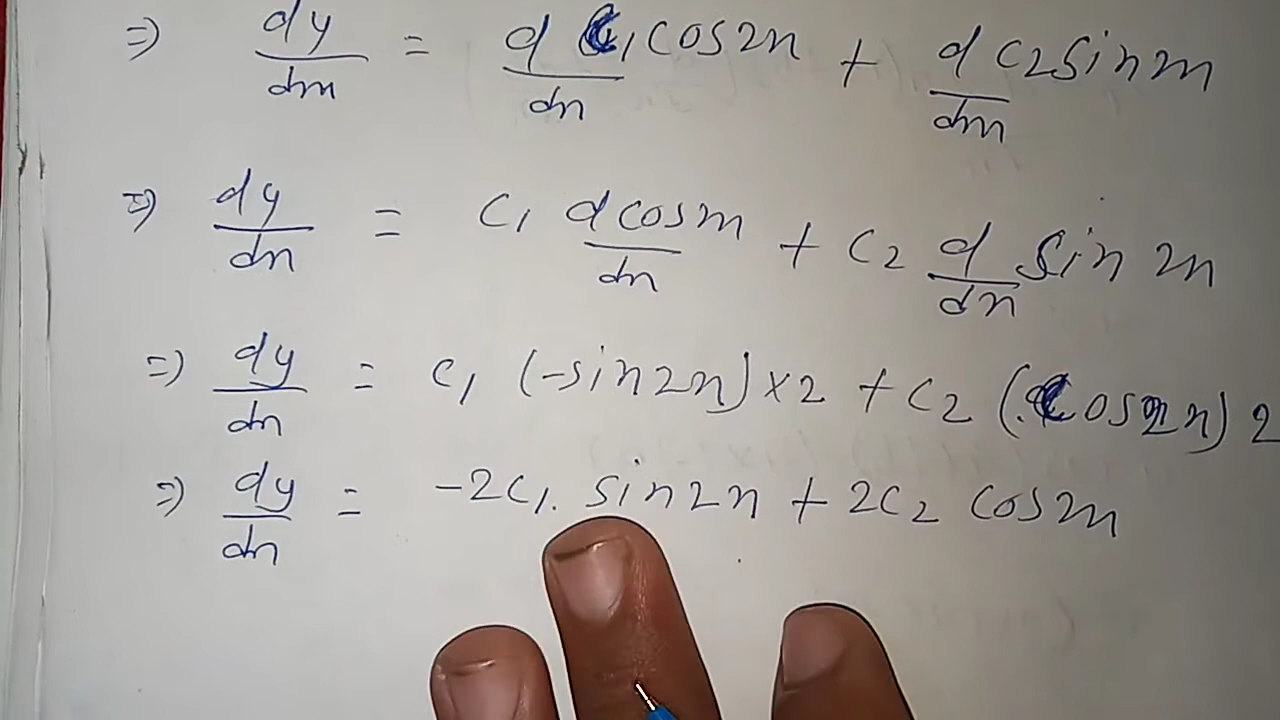 ⇒ dy/dx = d/dx C₁cos2x + d/dx C₂sin2x
⇒ dy/dx = C₁ dcosx/dx + C₂ d/dx sin 2x
⇒ dy/dx = C₁ (-sin2x)×2 + C₂ (cos2x) 2
⇒ dy/dx = -2C₁. sin2x + 2C₂ cos2x